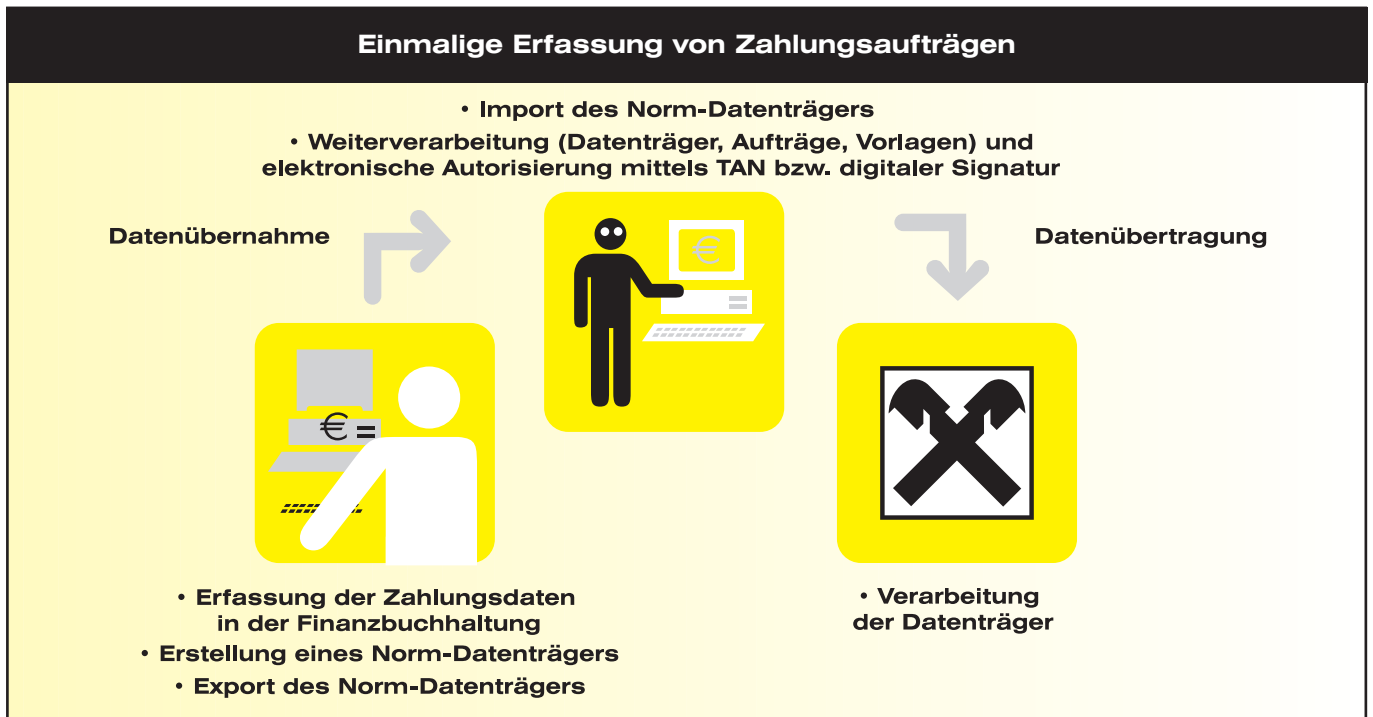 Einmalige Erfassung von Zahlungsaufträgen
• Import des Norm-Datenträgers
• Weiterverarbeitung (Datenträger, Aufträge, Vorlagen) und
elektronische Autorisierung mittels TAN bzw. digitaler Signatur
Datenübernahme
€
Datenübertragung
€
• Erfassung der Zahlungsdaten
in der Finanzbuchhaltung
• Erstellung eines Norm-Datenträgers
• Export des Norm-Datenträgers
• Verarbeitung
der Datenträger